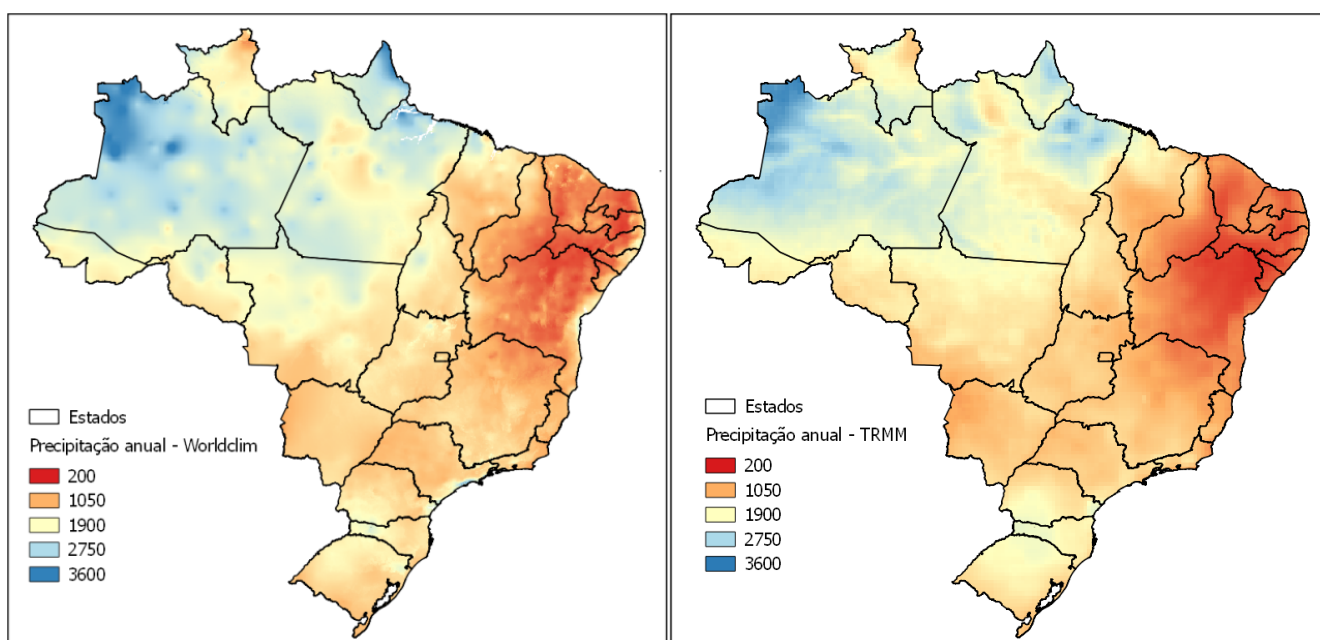 Estados
Precipitação anual - Worldclim
200
1050
1900
2750
3600
Estados
Precipitação anual - TRMM
200
1050
1900
2750
3600